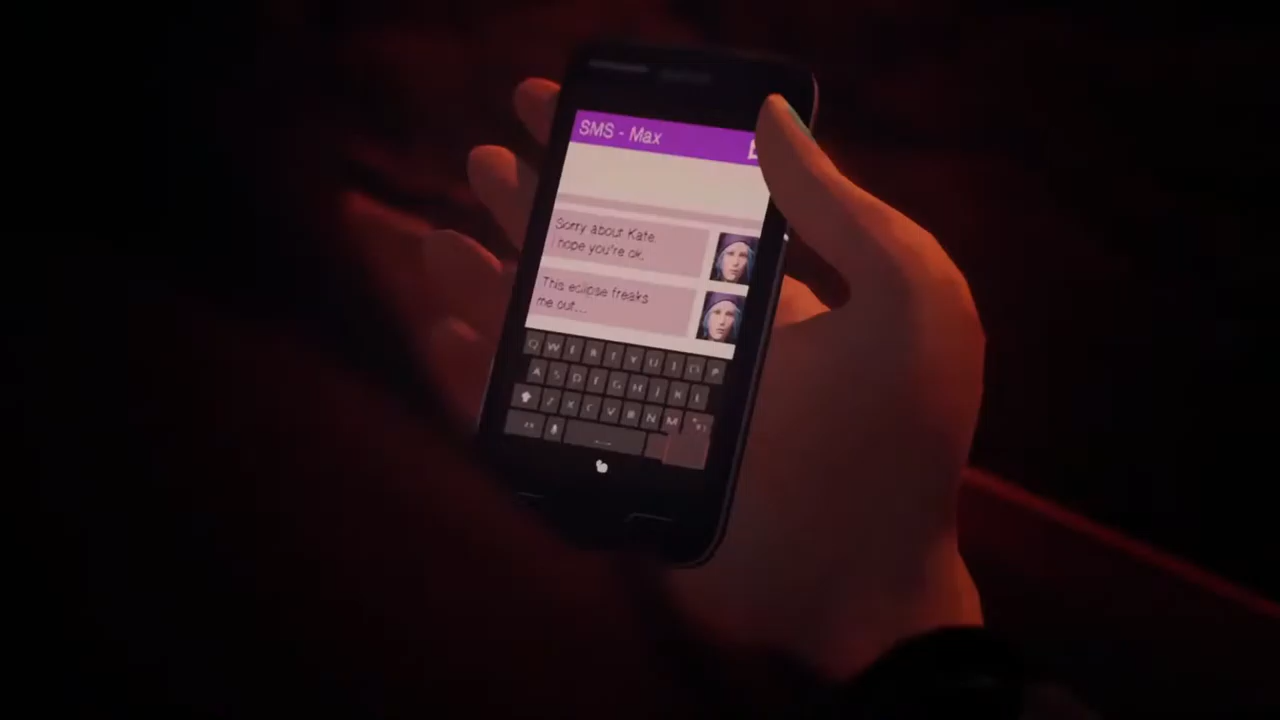 SMS - Max
Sorry about Kate.
I hope you're ok.
This eclipse freaks
me out...
Q W E R T Y U I O P
A S D F G H J K L
Z X C V B N M